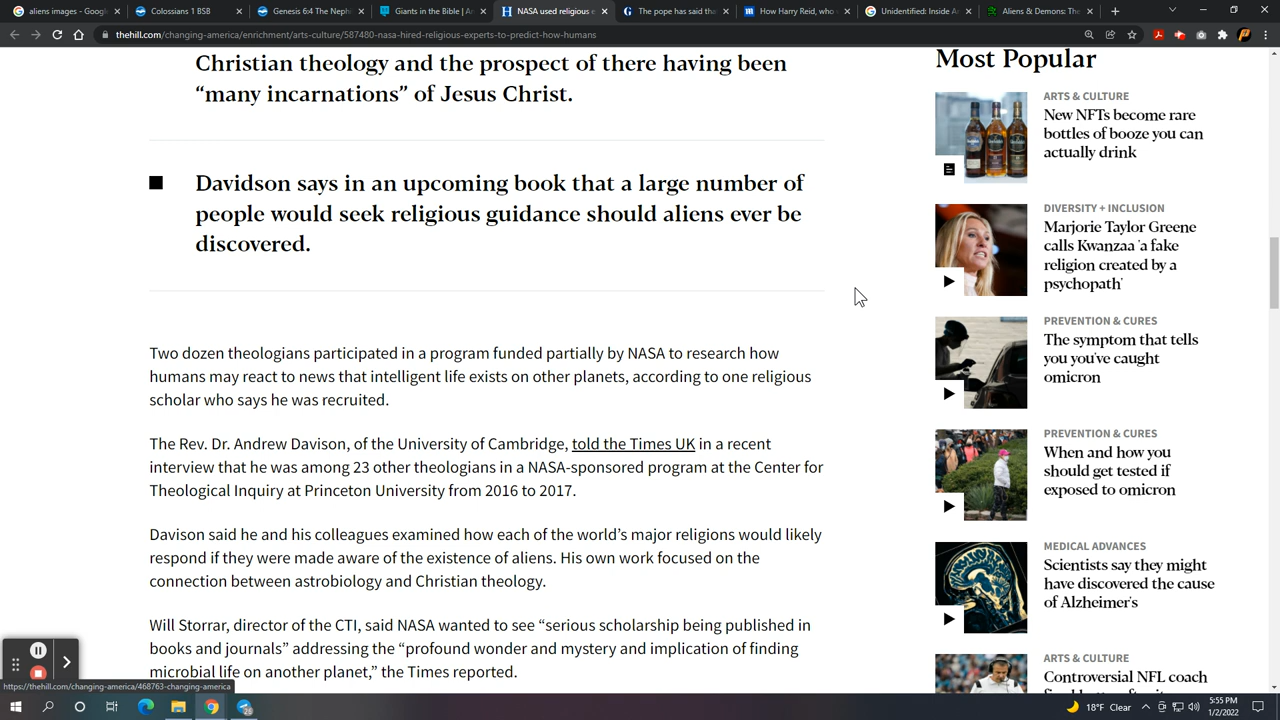 aliens images - Google
Colossians 1 BSB
Genesis 6:4 The Neph
Giants in the Bible | A
NASA used religious e
The pope has said tha
How Harry Reid, who
Unidentified: Inside A
Aliens & Demons: The
thehill.com/changing-america/enrichment/arts-culture/587480-nasa-hired-religious-experts-to-predict-how-humans
Christian theology and the prospect of there having been
“many incarnations” of Jesus Christ.
Davidson says in an upcoming book that a large number of
people would seek religious guidance should aliens ever be
discovered.
Two dozen theologians participated in a program funded partially by NASA to research how
humans may react to news that intelligent life exists on other planets, according to one religious
scholar who says he was recruited.
The Rev. Dr. Andrew Davison, of the University of Cambridge, told the Times UK in a recent
interview that he was among 23 other theologians in a NASA-sponsored program at the Center for
Theological Inquiry at Princeton University from 2016 to 2017.
Davison said he and his colleagues examined how each of the world’s major religions would likely
respond if they were made aware of the existence of aliens. His own work focused on the
connection between astrobiology and Christian theology.
Will Storrar, director of the CTI, said NASA wanted to see “serious scholarship being published in
books and journals” addressing the “profound wonder and mystery and implication of finding
microbial life on another planet,” the Times reported.
Most Popular
ARTS & CULTURE
New NFTs become rare
bottles of booze you can
actually drink
DIVERSITY + INCLUSION
Marjorie Taylor Greene
calls Kwanzaa 'a fake
religion created by a
psychopath'
PREVENTION & CURES
The symptom that tells
you you've caught
omicron
PREVENTION & CURES
When and how you
should get tested if
exposed to omicron
MEDICAL ADVANCES
Scientists say they might
have discovered the cause
of Alzheimer's
ARTS & CULTURE
Controversial NFL coach
https://thehill.com/changing-america/468763-changing-america
18°F Clear
5:55 PM
1/2/2022